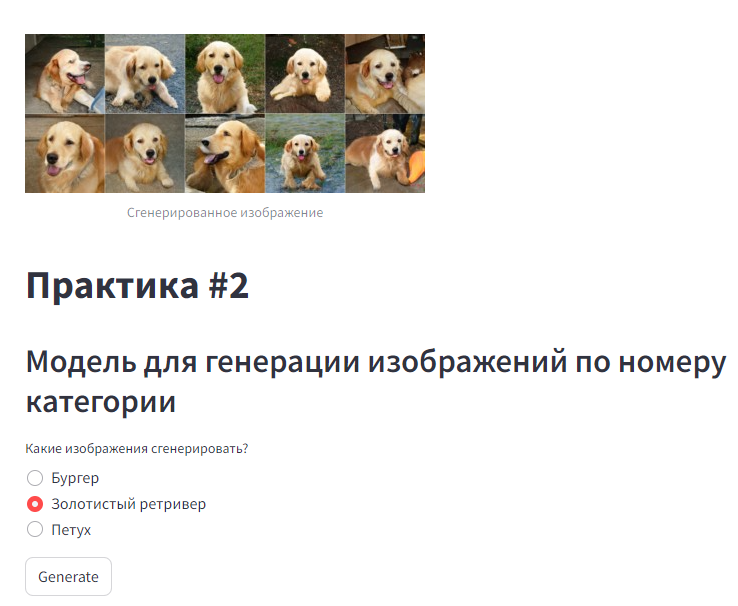 Сгенерированное изображение
Практика #2
Модель для генерации изображений по номеру
категории
Какие изображения сгенерировать?
Бургер
Золотистый ретривер
Петух
Generate